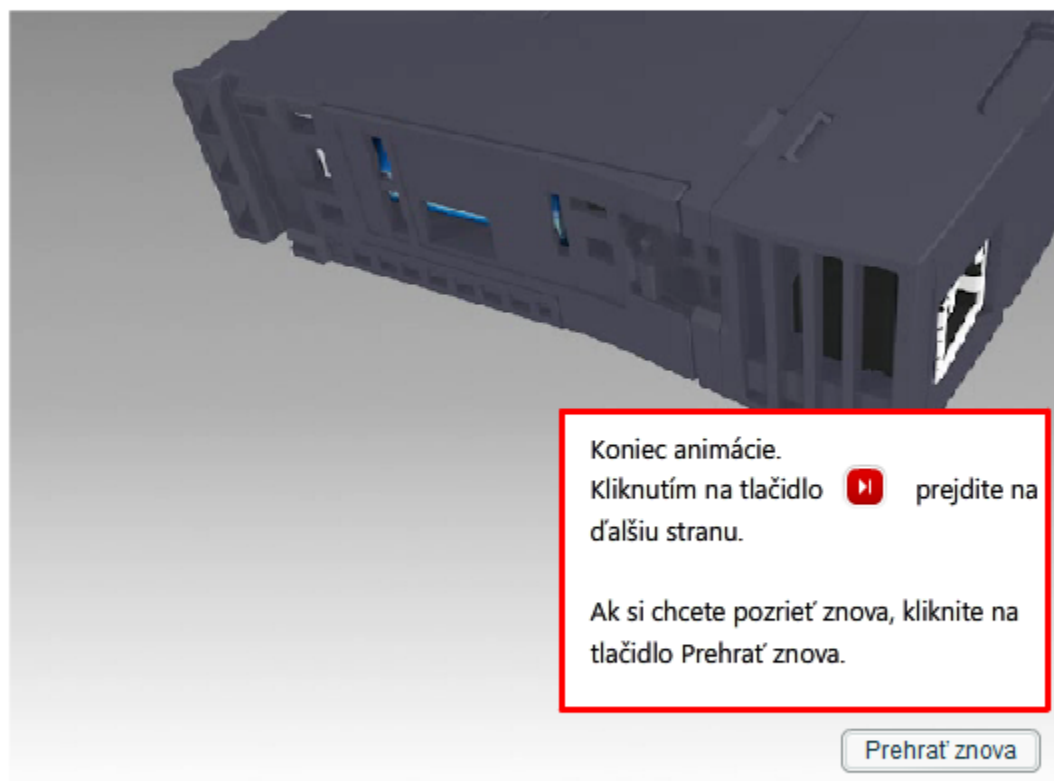 Koniec animácie.
Kliknutím na tlačidlo prejdite na
ďalšiu stranu.
Ak si chcete pozrieť znova, kliknite na
tlačidlo Prehrať znova.
Prehrať znova